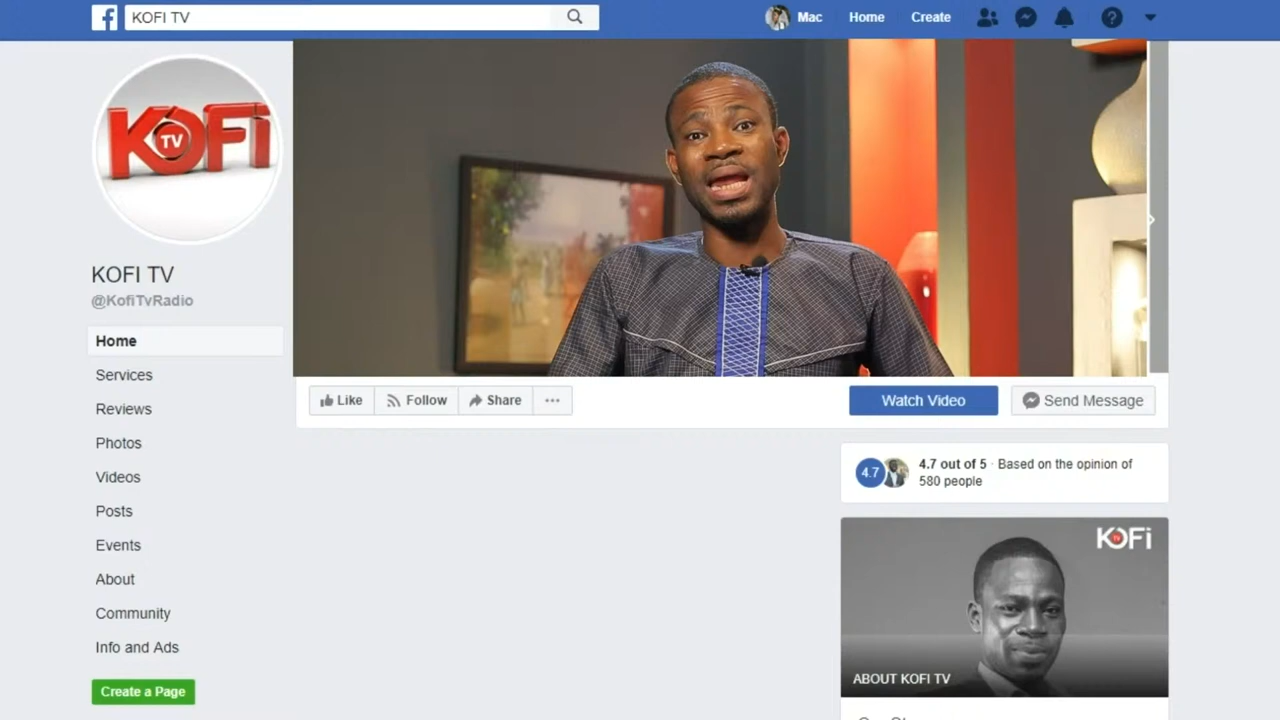 KOFI TV
Mac
Home
Create
KOFi
TV
KOFI TV
@KofiTvRadio
Home
Services
Reviews
Photos
Videos
Posts
Events
About
Community
Info and Ads
Create a Page
Like
Follow
Share
Watch Video
Send Message
4.7
4.7 out of 5 · Based on the opinion of
580 people
KOFi
TV
ABOUT KOFI TV